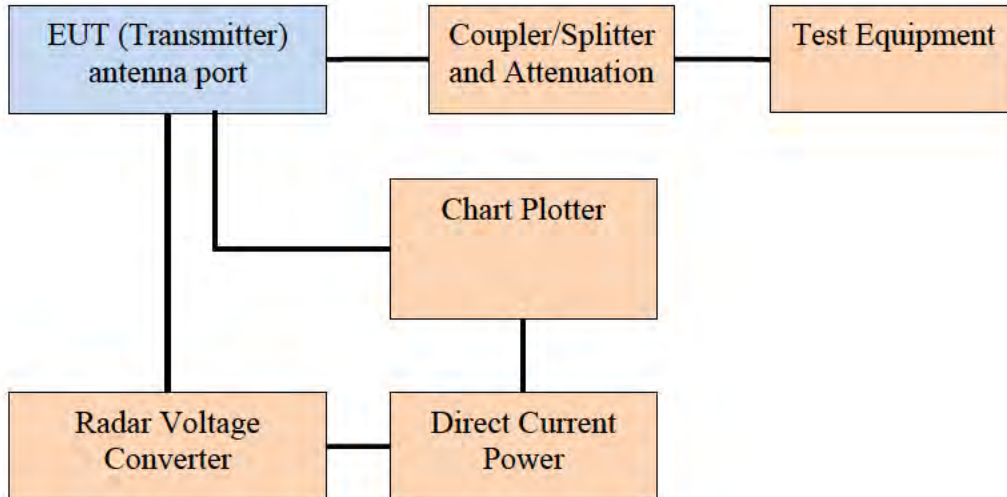 EUT (Transmitter)
antenna port
Coupler/Splitter
and Attenuation
Test Equipment
Chart Plotter
Radar Voltage
Converter
Direct Current
Power